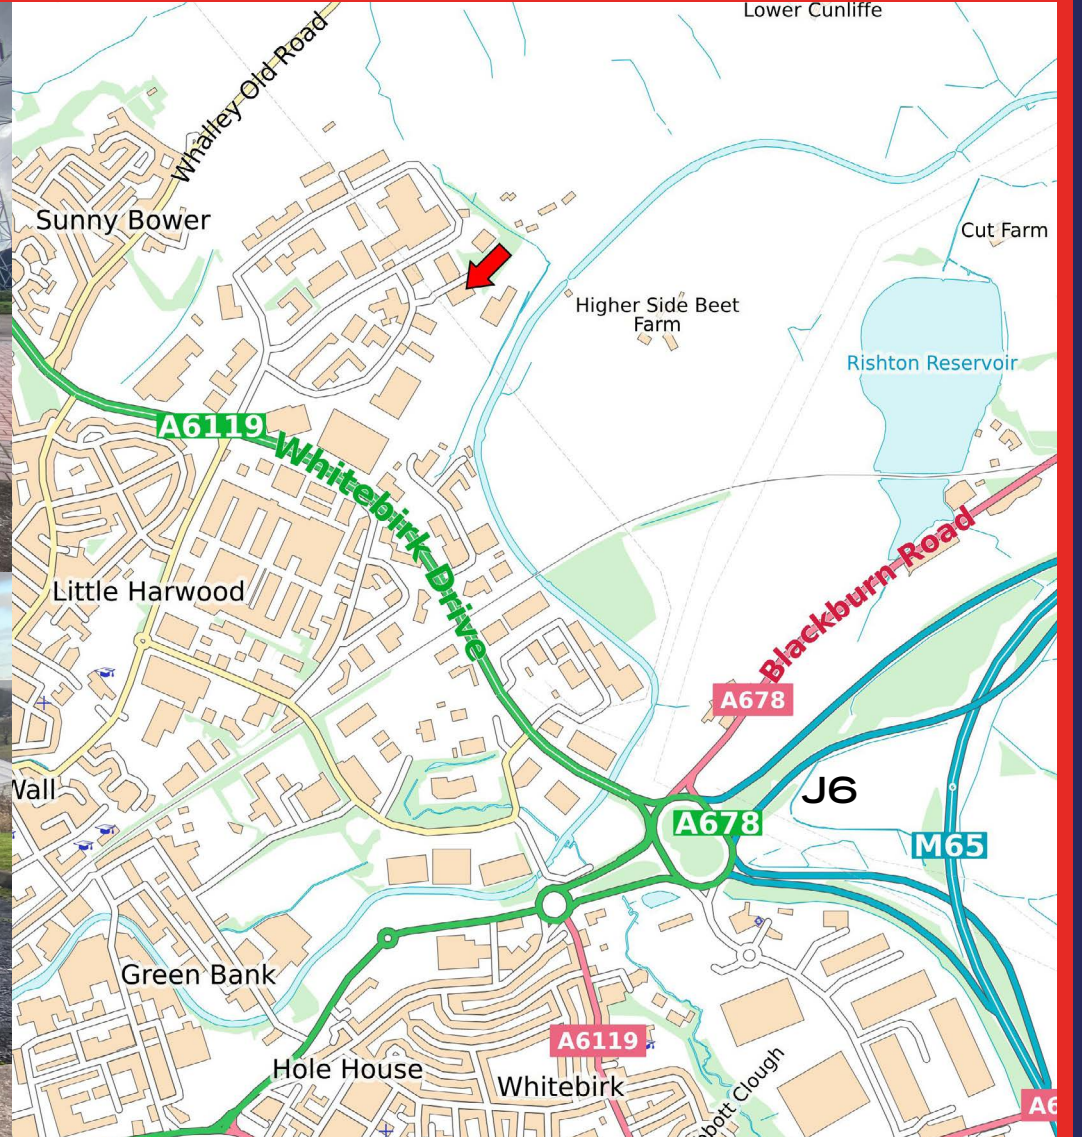 Lower Cunliffe
Whalley Old Road
Sunny Bower
Cut Farm
Higher Side Beet
Farm
Rishton Reservoir
A6119
Whitebirk Drive
Blackburn Road
Little Harwood
A678
Wall
J6
A678
M65
Green Bank
A6119
Hole House
Whitebirk
Clough